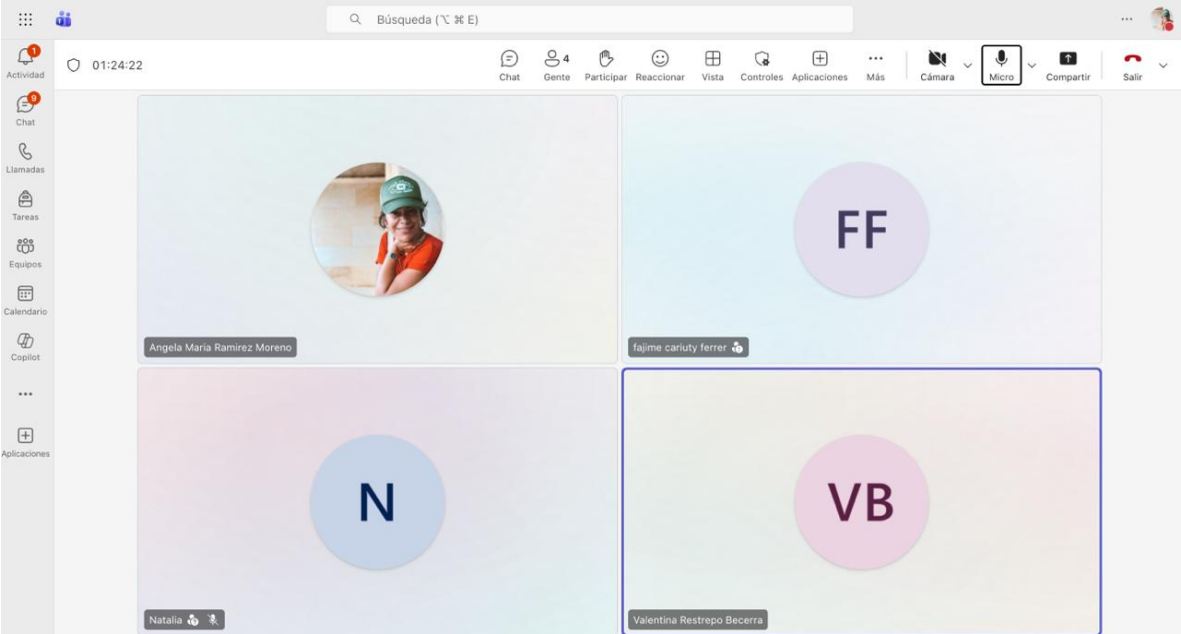 Búsqueda (⌥ ⌘ E)
01:24:22
Chat
4
Gente
Participar
Reaccionar
Vista
Controles
Aplicaciones
Más
Cámara
Micro
Compartir
Salir
1
Actividad
9
Chat
Llamadas
Tareas
Equipos
Calendario
Copilot
Aplicaciones
Angela Maria Ramirez Moreno
FF
fajime cariuty ferrer
N
Natalia
VB
Valentina Restrepo Becerra